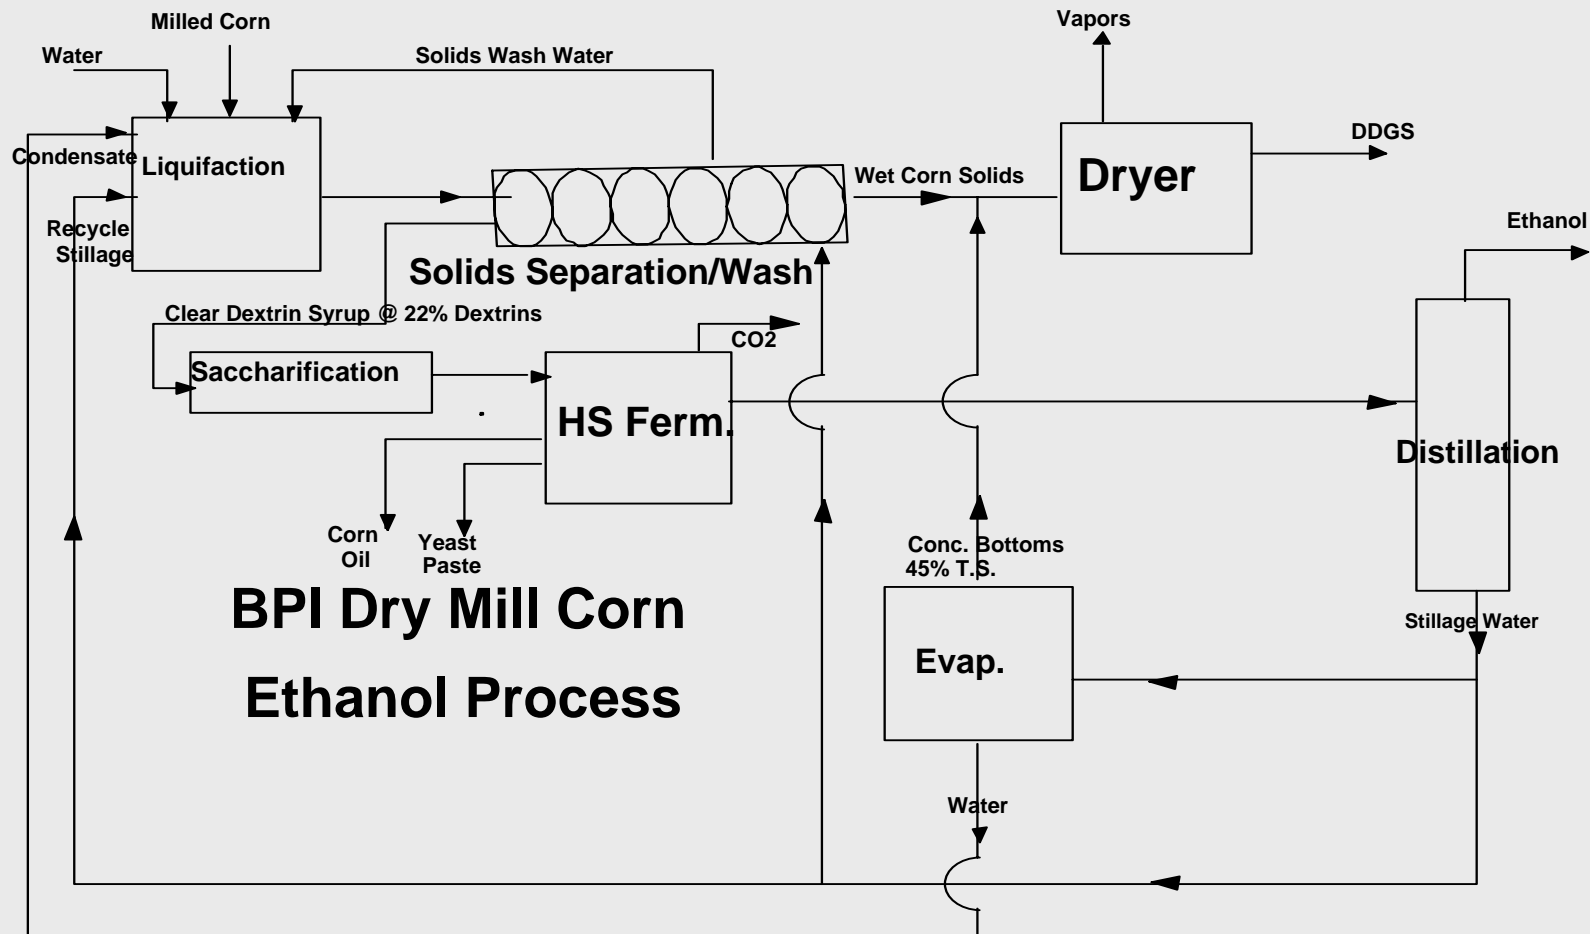 Milled Corn
Vapors
Water
Solids Wash Water
DDGS
Condensate
Liquifaction
Wet Corn Solids
Dryer
Recycle
Stillage
Ethanol
Solids Separation/Wash
Clear Dextrin Syrup @ 22% Dextrins
CO2
Saccharification
HS Ferm.
Distillation
Corn
Oil
Yeast
Paste
Conc. Bottoms
45% T.S.
BPI Dry Mill Corn
Ethanol Process
Stillage Water
Evap.
Water